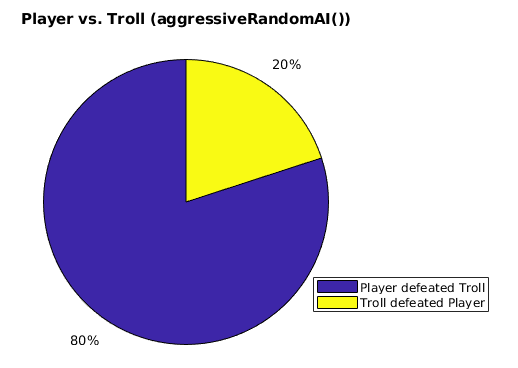 Player vs. Troll (aggressiveRandomAI())
20%
Player defeated Troll
Troll defeated Player
80%